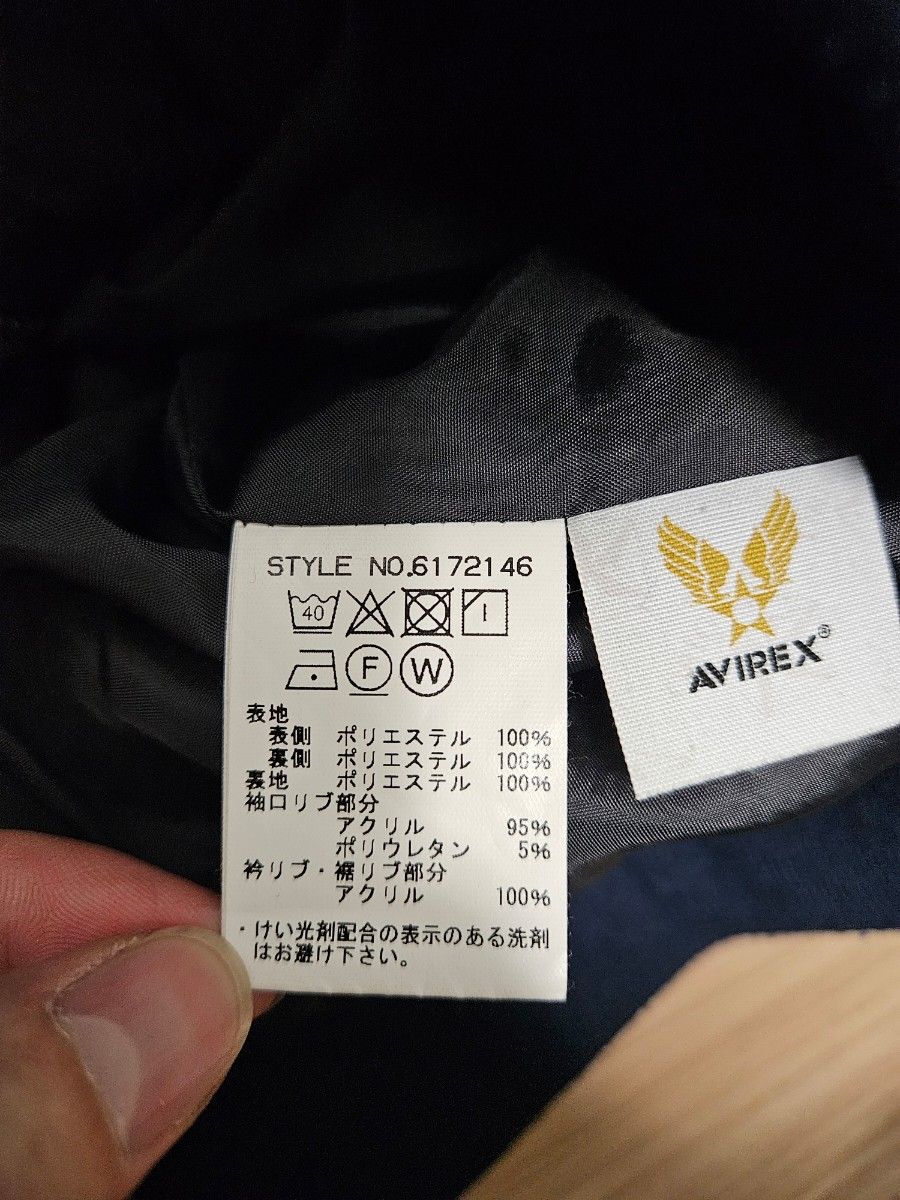 STYLE NO.6172146
40
F W
表地
表側 ポリエステル 100%
裏側 ポリエステル 100%
裏地 ポリエステル 100%
袖口リブ部分
アクリル 95%
ポリウレタン 5%
衿リブ・裾リブ部分
アクリル 100%
・けい光剤配合の表示のある洗剤
はお避け下さい。
AVIREX®